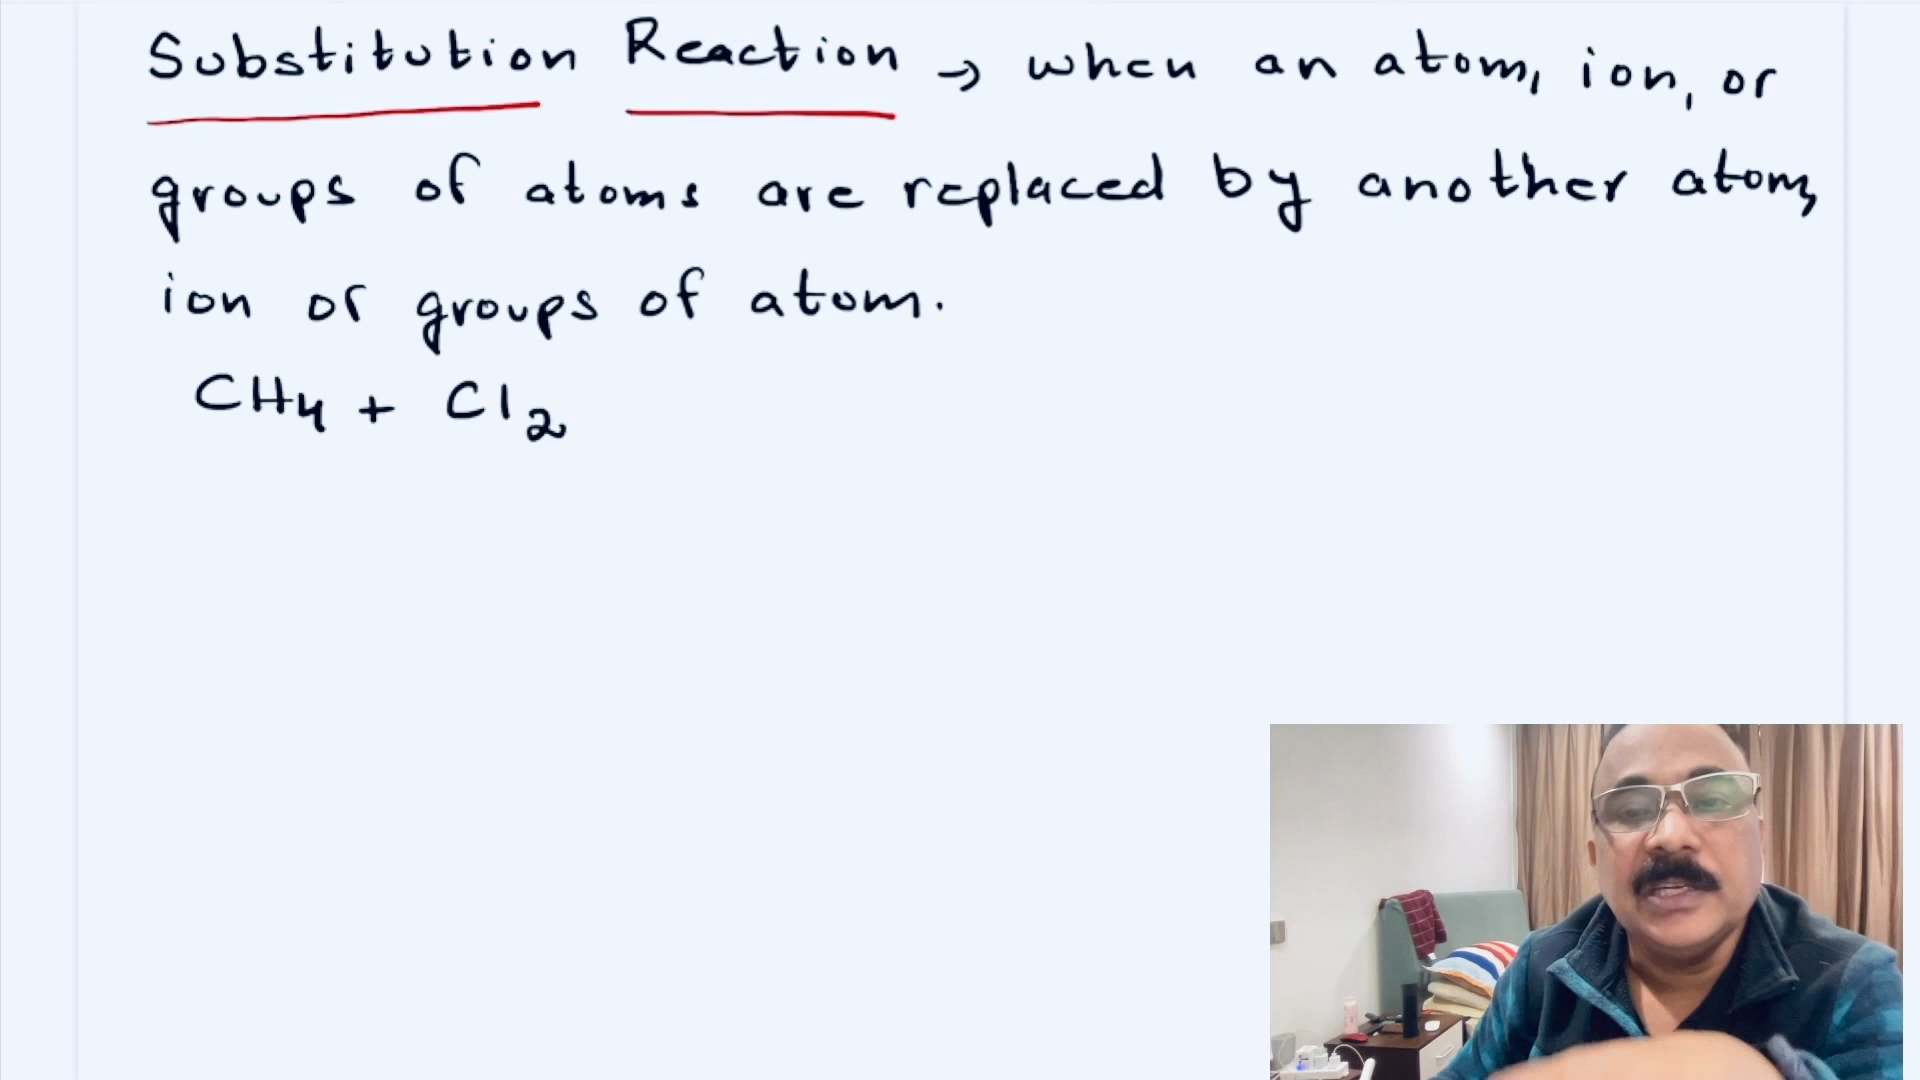 Substitution Reaction → when an atom, ion, or
groups of atoms are replaced by another atom,
ion or groups of atom.
CH4 + Cl2